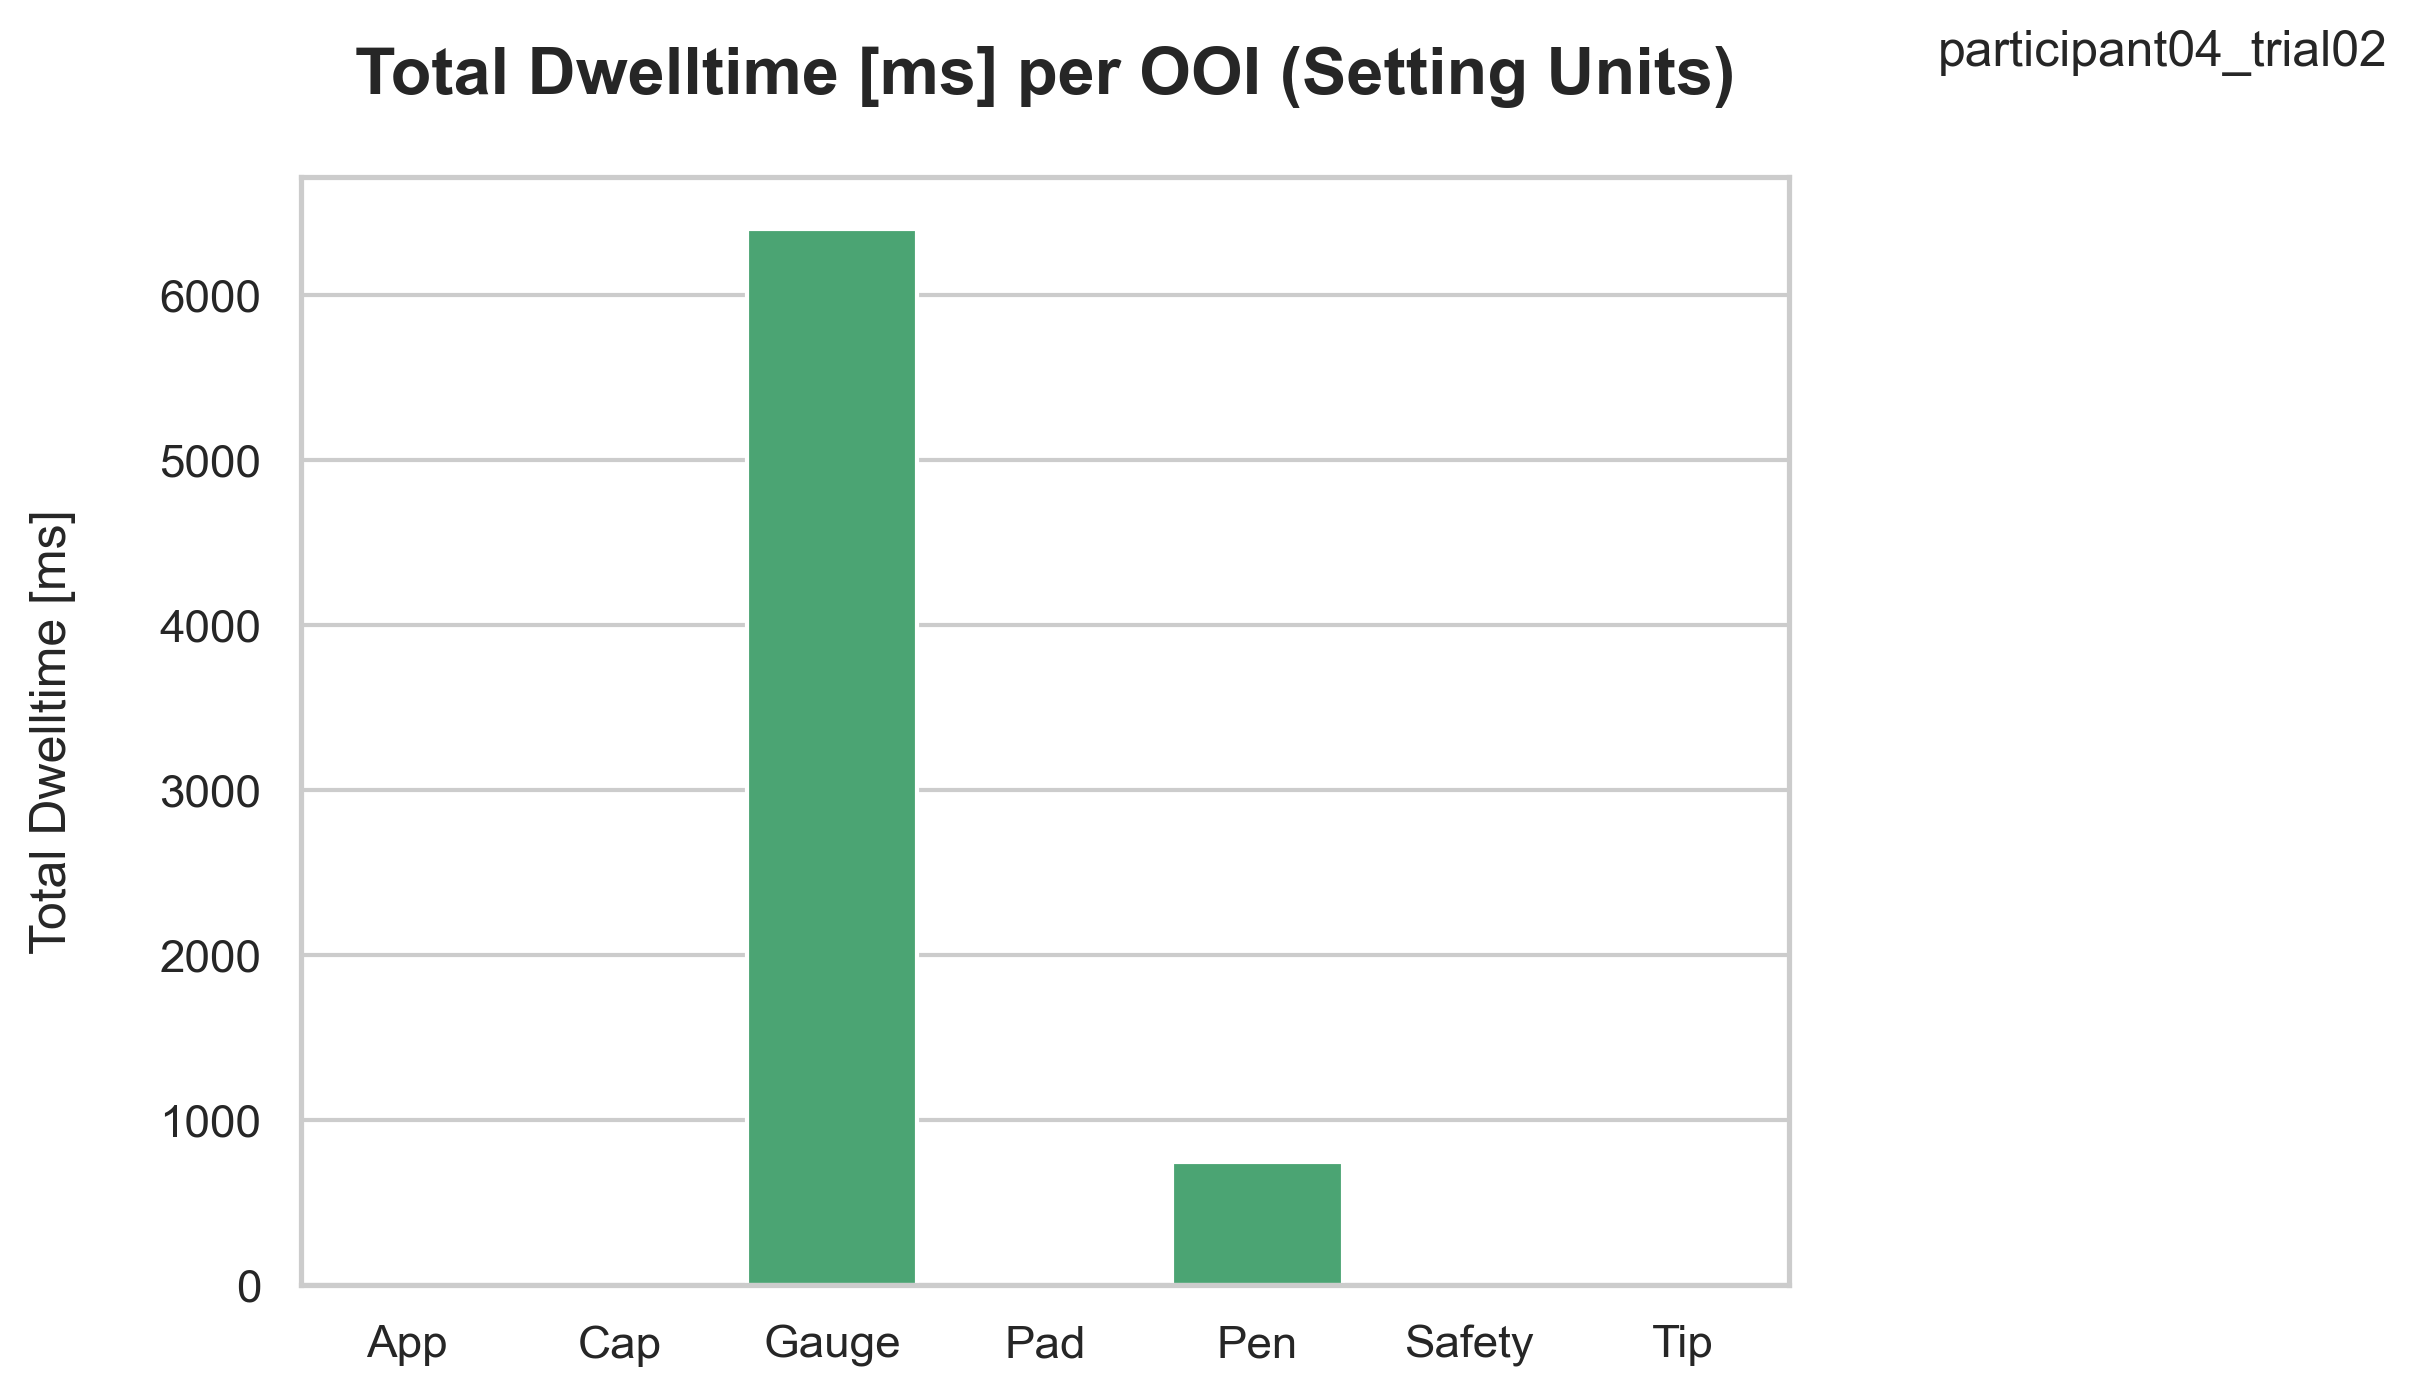 participant04_trial02
Total Dwelltime [ms] per OOI (Setting Units)
Total Dwelltime [ms]
6000
5000
4000
3000
2000
1000
0
App Cap Gauge Pad Pen Safety Tip